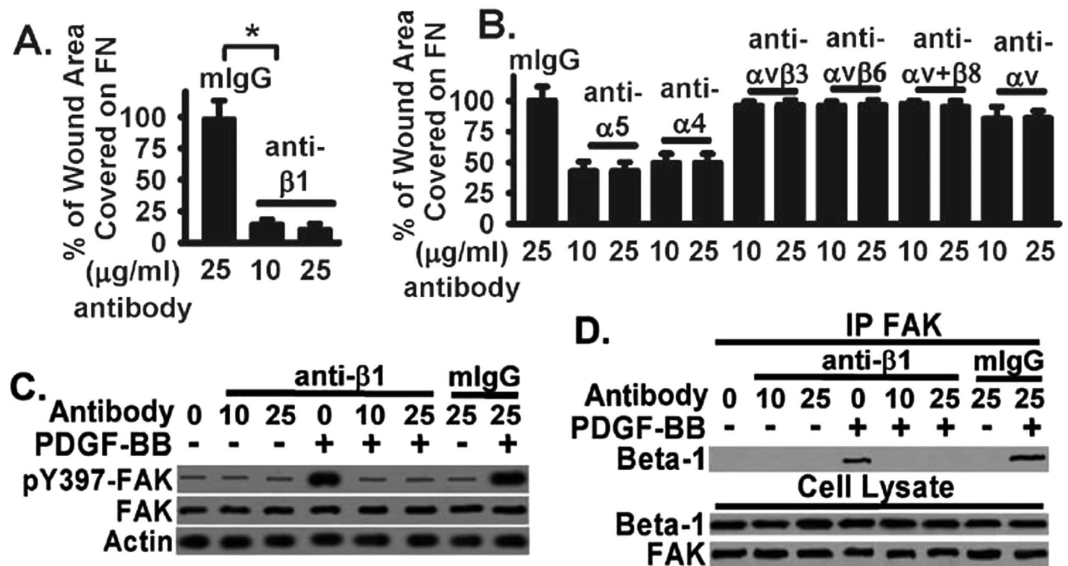 A.
% of Wound Area
Covered on FN
*
mIgG
100
75
50
25
0
anti-
β1
(μg/ml) 25 10 25
antibody
B.
% of Wound Area
Covered on FN
mIgG
100
75
50
25
0
anti-
α5
anti-
α4
anti-
αvβ3
anti-
αvβ6
anti-
αv+β8
anti-
αv
(μg/ml) 25 10 25 10 25 10 25 10 25 10 25 10 25
antibody
C.
anti-β1 mIgG
Antibody 0 10 25 0 10 25 25 25
PDGF-BB - - - + + + - +
pY397-FAK
FAK
Actin
D.
IP FAK
anti-β1 mIgG
Antibody 0 10 25 0 10 25 25 25
PDGF-BB - - - + + + - +
Beta-1
Cell Lysate
Beta-1
FAK